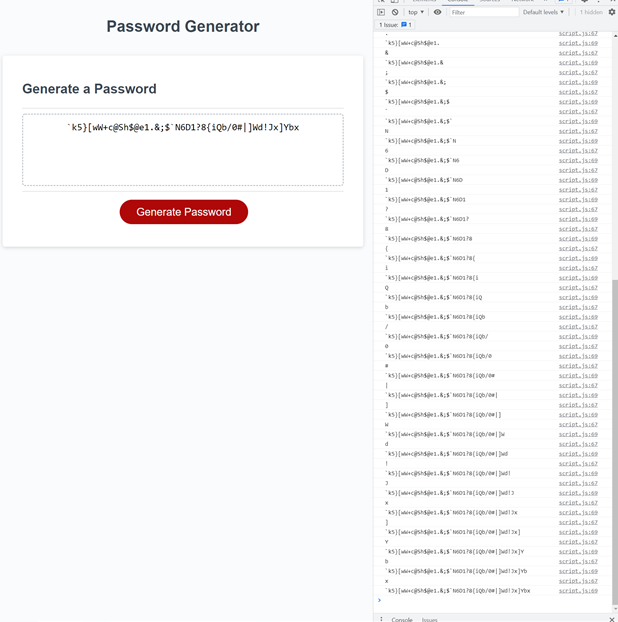 Password Generator
Generate a Password
`k5}[wW+c@Sh$@e1.&;$`N6D1?8{iQb/0#|]Wd!Jx]Ybx
Generate Password
top
Filter
Default levels
1 hidden
1 Issue: 1
. script.js:67
`k5}[wW+c@Sh$@e1. script.js:69
& script.js:67
`k5}[wW+c@Sh$@e1.& script.js:69
; script.js:67
`k5}[wW+c@Sh$@e1.&; script.js:69
$ script.js:67
`k5}[wW+c@Sh$@e1.&;$ script.js:69
` script.js:67
`k5}[wW+c@Sh$@e1.&;$` script.js:69
N script.js:67
`k5}[wW+c@Sh$@e1.&;$`N script.js:69
6 script.js:67
`k5}[wW+c@Sh$@e1.&;$`N6 script.js:69
D script.js:67
`k5}[wW+c@Sh$@e1.&;$`N6D script.js:69
1 script.js:67
`k5}[wW+c@Sh$@e1.&;$`N6D1 script.js:69
? script.js:67
`k5}[wW+c@Sh$@e1.&;$`N6D1? script.js:69
8 script.js:67
`k5}[wW+c@Sh$@e1.&;$`N6D1?8 script.js:69
{ script.js:67
`k5}[wW+c@Sh$@e1.&;$`N6D1?8{ script.js:69
i script.js:67
`k5}[wW+c@Sh$@e1.&;$`N6D1?8{i script.js:69
Q script.js:67
`k5}[wW+c@Sh$@e1.&;$`N6D1?8{iQ script.js:69
b script.js:67
`k5}[wW+c@Sh$@e1.&;$`N6D1?8{iQb script.js:69
/ script.js:67
`k5}[wW+c@Sh$@e1.&;$`N6D1?8{iQb/ script.js:69
0 script.js:67
`k5}[wW+c@Sh$@e1.&;$`N6D1?8{iQb/0 script.js:69
# script.js:67
`k5}[wW+c@Sh$@e1.&;$`N6D1?8{iQb/0# script.js:69
| script.js:67
`k5}[wW+c@Sh$@e1.&;$`N6D1?8{iQb/0#| script.js:69
] script.js:67
`k5}[wW+c@Sh$@e1.&;$`N6D1?8{iQb/0#|] script.js:69
W script.js:67
`k5}[wW+c@Sh$@e1.&;$`N6D1?8{iQb/0#|]W script.js:69
d script.js:67
`k5}[wW+c@Sh$@e1.&;$`N6D1?8{iQb/0#|]Wd script.js:69
! script.js:67
`k5}[wW+c@Sh$@e1.&;$`N6D1?8{iQb/0#|]Wd! script.js:69
J script.js:67
`k5}[wW+c@Sh$@e1.&;$`N6D1?8{iQb/0#|]Wd!J script.js:69
x script.js:67
`k5}[wW+c@Sh$@e1.&;$`N6D1?8{iQb/0#|]Wd!Jx script.js:69
] script.js:67
`k5}[wW+c@Sh$@e1.&;$`N6D1?8{iQb/0#|]Wd!Jx] script.js:69
Y script.js:67
`k5}[wW+c@Sh$@e1.&;$`N6D1?8{iQb/0#|]Wd!Jx]Y script.js:69
b script.js:67
`k5}[wW+c@Sh$@e1.&;$`N6D1?8{iQb/0#|]Wd!Jx]Yb script.js:69
x script.js:67
`k5}[wW+c@Sh$@e1.&;$`N6D1?8{iQb/0#|]Wd!Jx]Ybx script.js:69
Console Issues